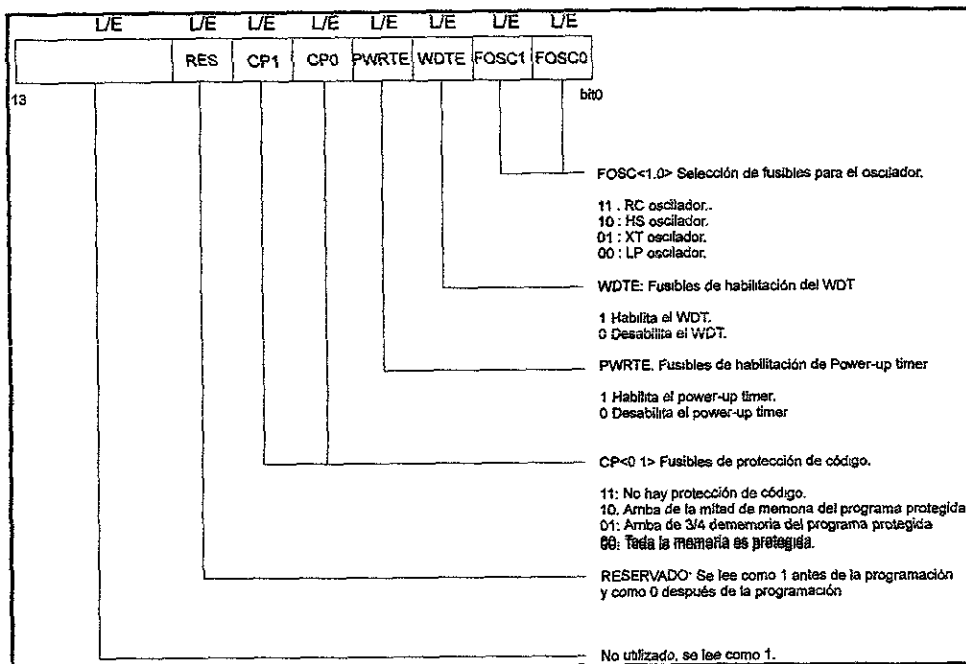 L/E L/E L/E L/E L/E L/E L/E L/E
RES CP1 CP0 PWRTE WDTE FOSC1 FOSC0
13 bit0
FOSC<1.0> Selección de fusibles para el oscilador.
11 . RC oscilador..
10 : HS oscilador.
01 : XT oscilador.
00 : LP oscilador.
WDTE: Fusibles de habilitación del WDT
1 Habilita el WDT.
0 Desabilita el WDT.
PWRTE. Fusibles de habilitación de Power-up timer
1 Habilita el power-up timer.
0 Desabilita el power-up timer
CP<0 1> Fusibles de protección de código.
11: No hay protección de código.
10. Arriba de la mitad de memoria del programa protegida
01: Arriba de 3/4 dememoria del programa protegida
00: Toda la memoria es protegida.
RESERVADO: Se lee como 1 antes de la programación
y como 0 después de la programación
No utilizado, se lee como 1.